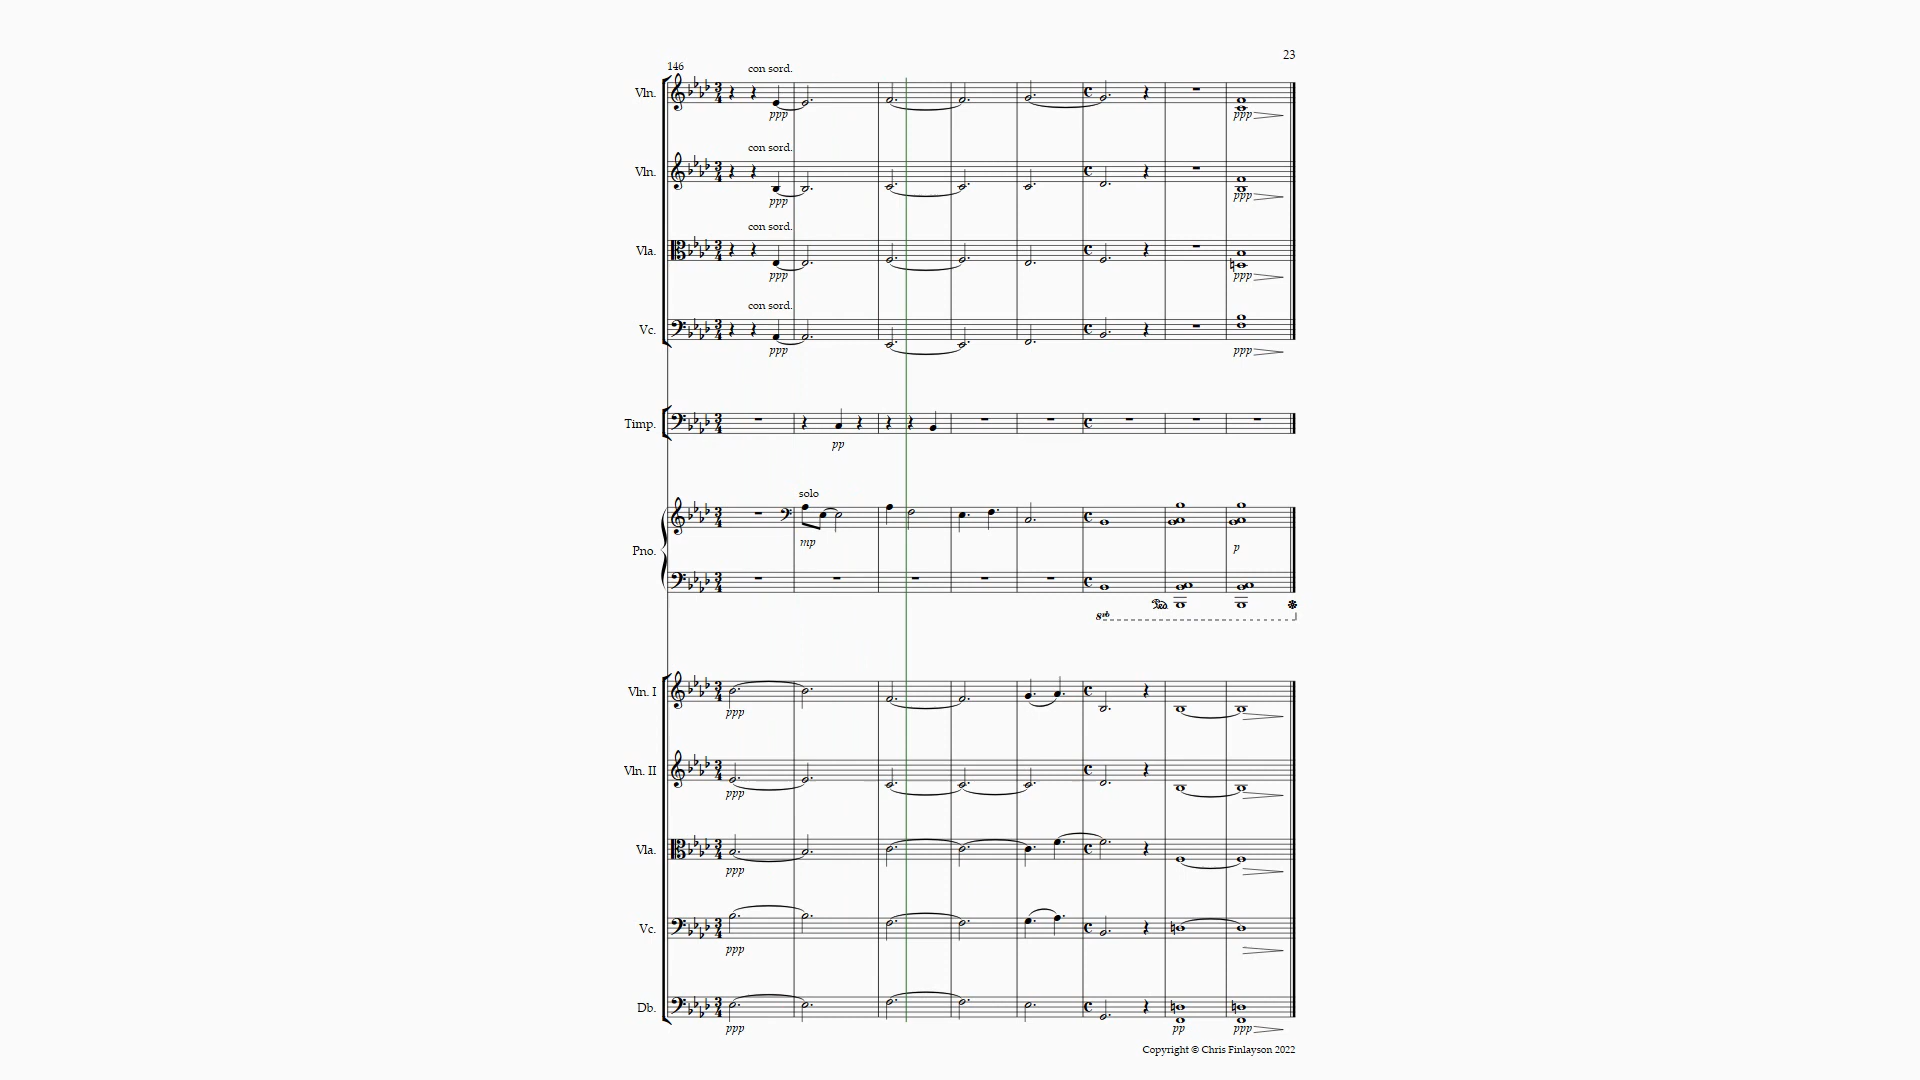 23
146
con sord.
Vln.
ppp
ppp
con sord.
Vln.
ppp
ppp
con sord.
Vla.
ppp
ppp
con sord.
Vc.
ppp
ppp
Timp.
pp
solo
Pno.
mp
p
8vb
Vln. I
ppp
Vln. II
ppp
Vla.
ppp
Vc.
ppp
Db.
ppp
pp
ppp
Copyright © Chris Finlayson 2022